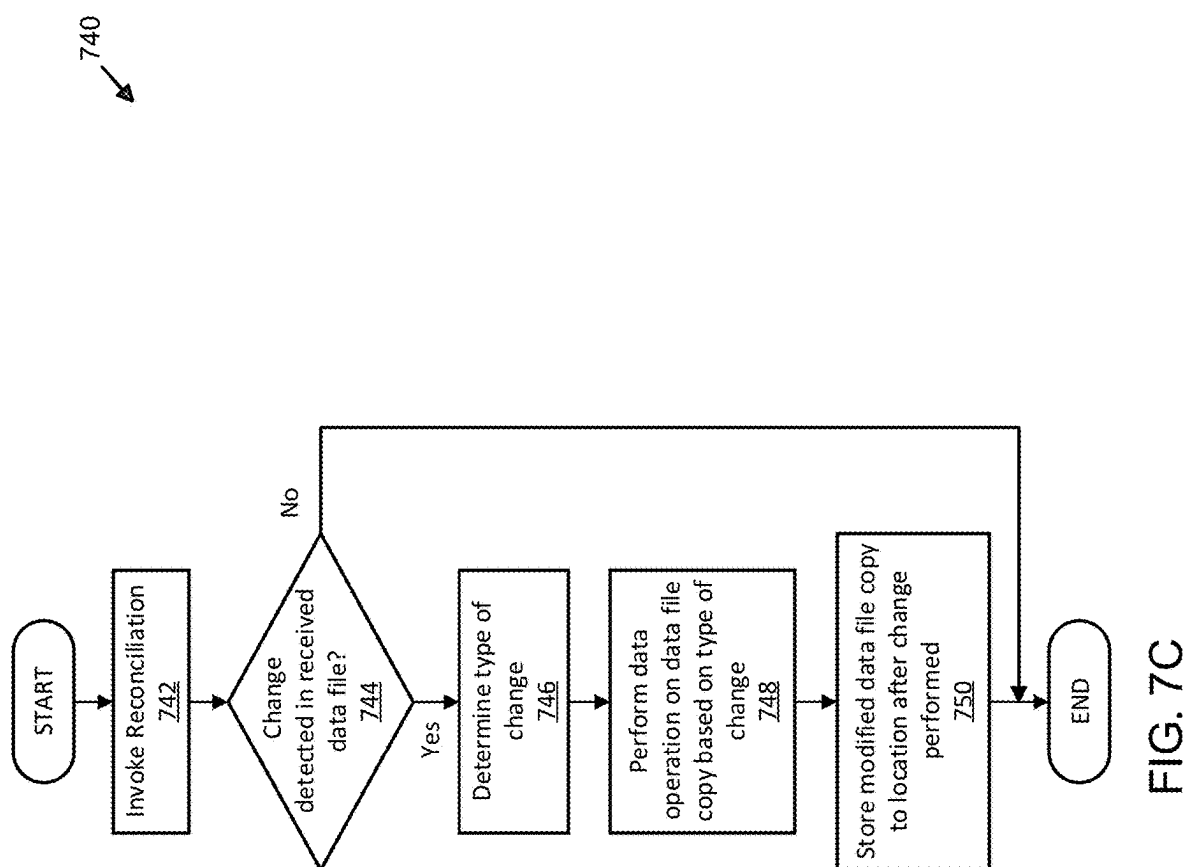 740
START
Invoke Reconciliation
742
Change
detected in received
data file?
744
No
Yes
Determine type of
change
746
Perform data
operation on data file
copy based on type of
change
748
Store modified data file copy
to location after change
performed
750
END
FIG. 7C